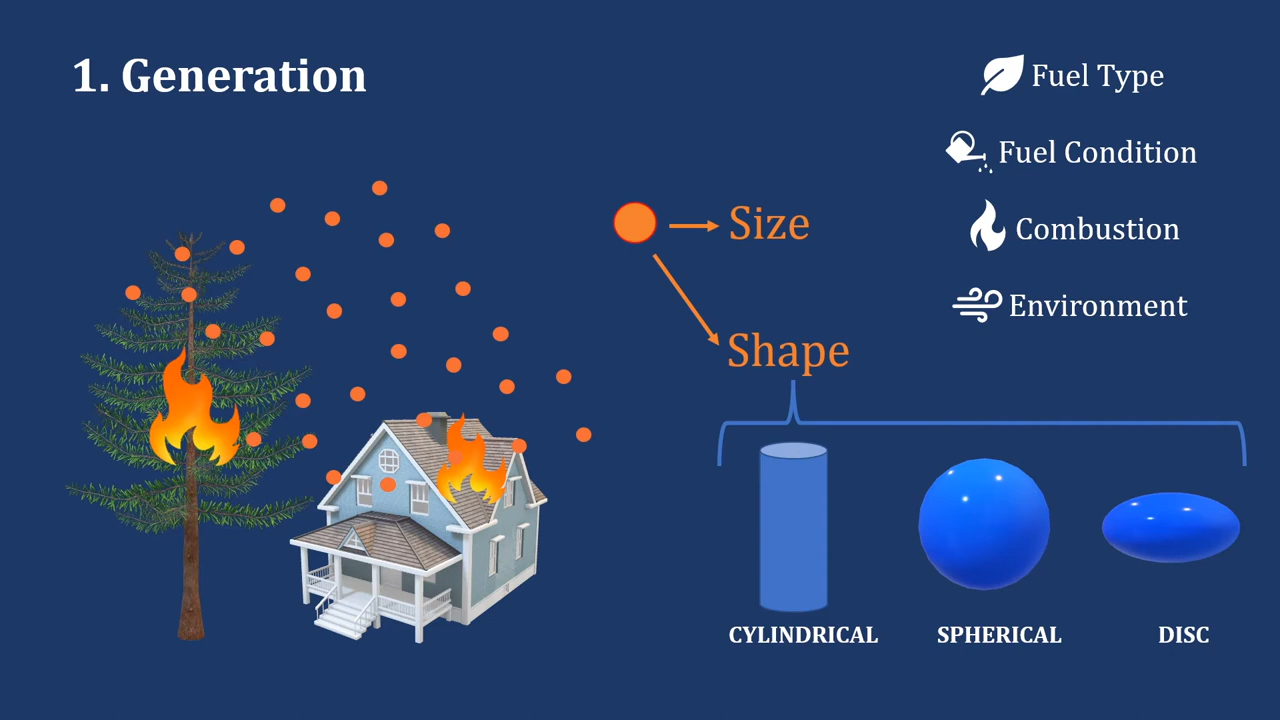 1. Generation
Fuel Type
Fuel Condition
Combustion
Environment
Size
Shape
CYLINDRICAL
SPHERICAL
DISC